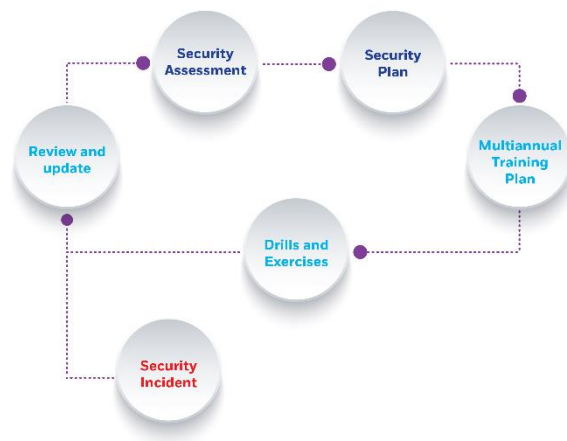 Security
Assessment
Security
Plan
Review and
update
Multiannual
Training
Plan
Drills and
Exercises
Security
Incident